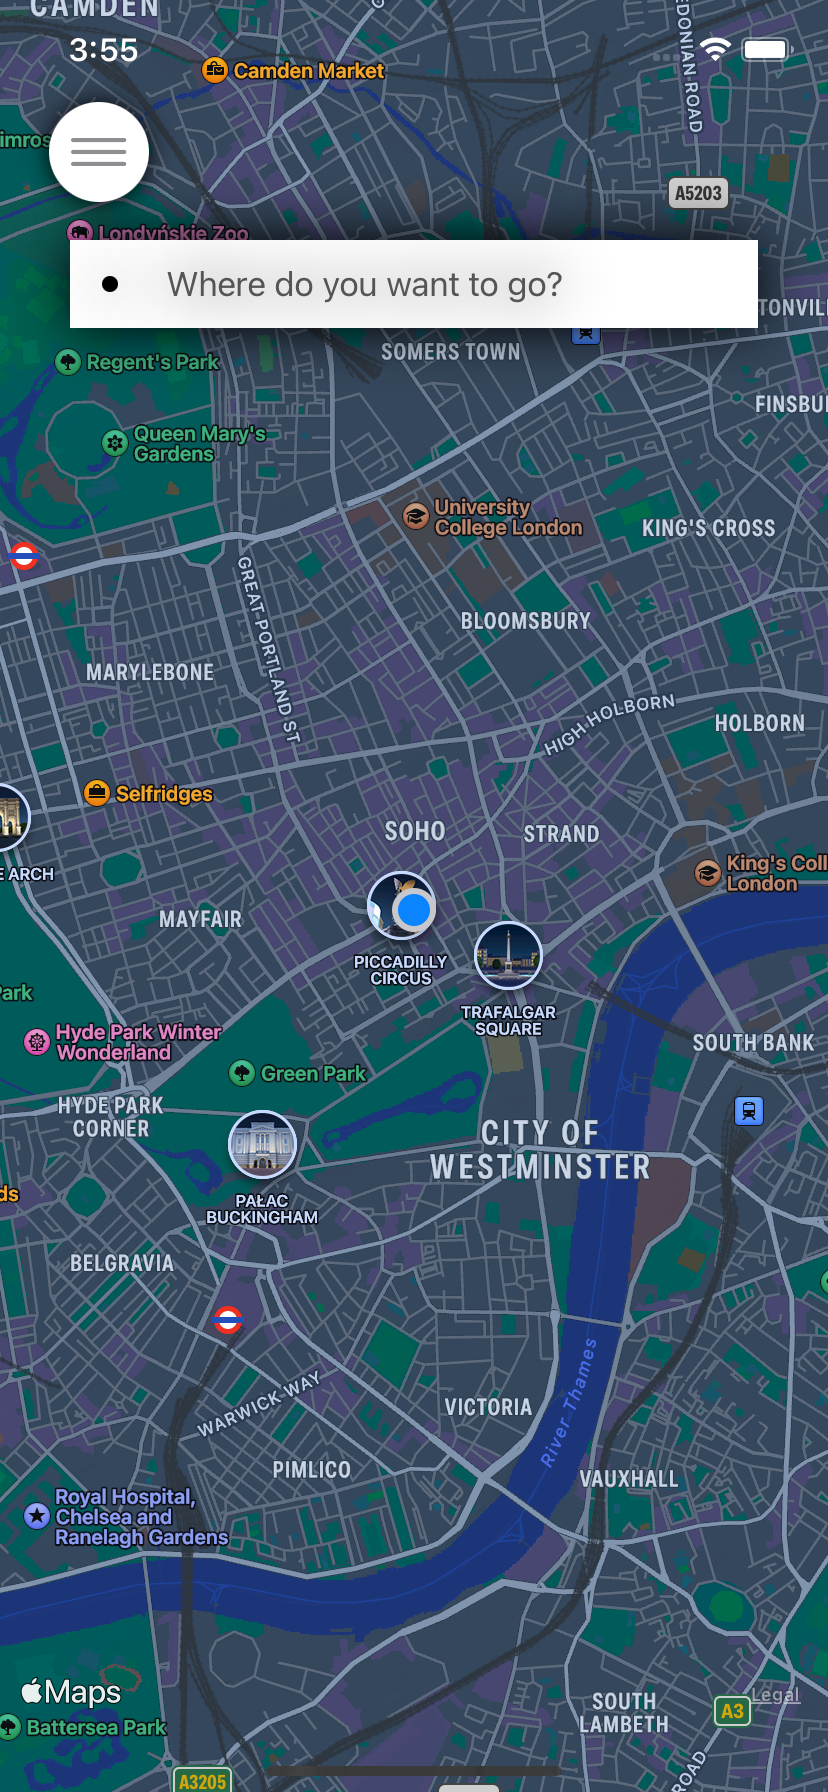 CAMDEN
3:55
Camden Market
EDONIAN ROAD
imros
A5203
Londyńskie Zoo
Where do you want to go?
TONVIL
SOMERS TOWN
Regent's Park
FINSBU
Queen Mary's
Gardens
University
College London
KING'S CROSS
GREAT PORTLAND ST
BLOOMSBURY
MARYLEBONE
HIGH HOLBORN
HOLBORN
Selfridges
SOHO
STRAND
King's Coll
London
E ARCH
MAYFAIR
PICCADILLY
CIRCUS
Park
TRAFALGAR
SQUARE
Hyde Park Winter
Wonderland
SOUTH BANK
Green Park
HYDE PARK
CORNER
CITY OF
WESTMINSTER
ds
PAŁAC
BUCKINGHAM
BELGRAVIA
River Thames
WARWICK WAY
VICTORIA
PIMLICO
VAUXHALL
Royal Hospital,
Chelsea and
Ranelagh Gardens
Maps
Legal
SOUTH
LAMBETH
A3
Battersea Park
ROAD
A3205